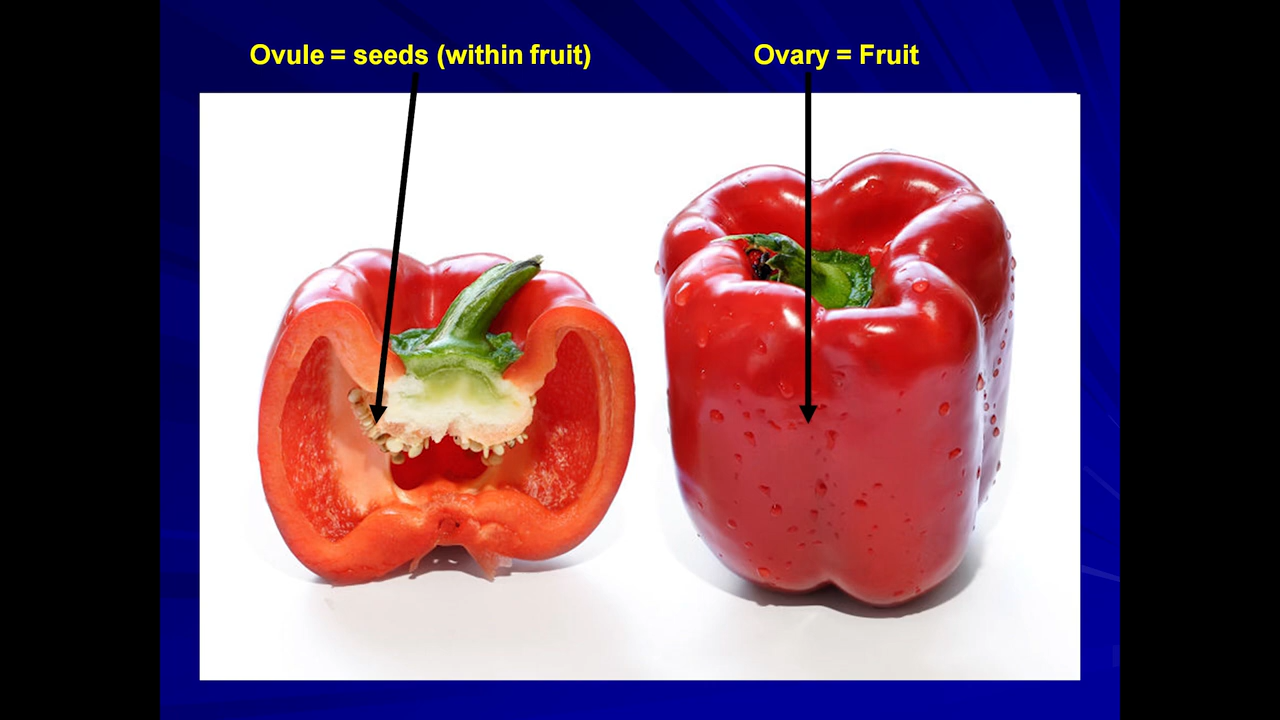 Ovule = seeds (within fruit)
Ovary = Fruit